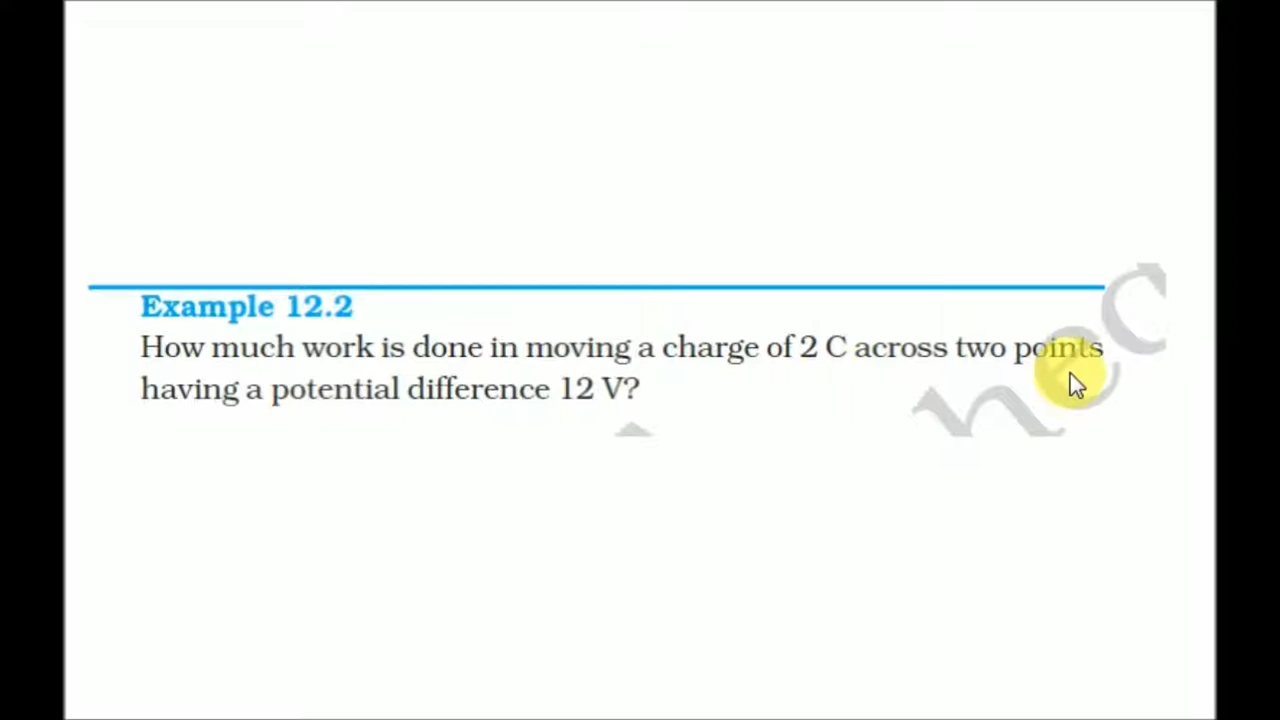 Example 12.2
How much work is done in moving a charge of 2 C across two points
having a potential difference 12 V?